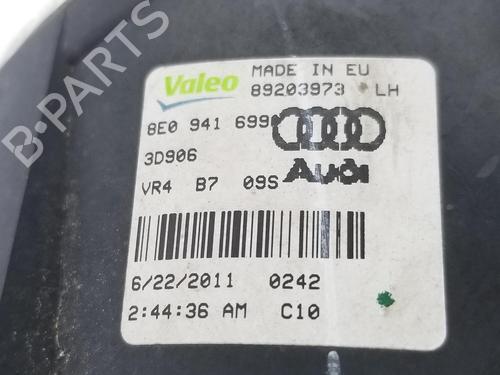 B-PARTS
Valeo MADE IN EU
89203973 LH
8E0 941 699
3D906 Audi
VR4 B7 09S
6/22/2011 0242
2:44:36 AM C10